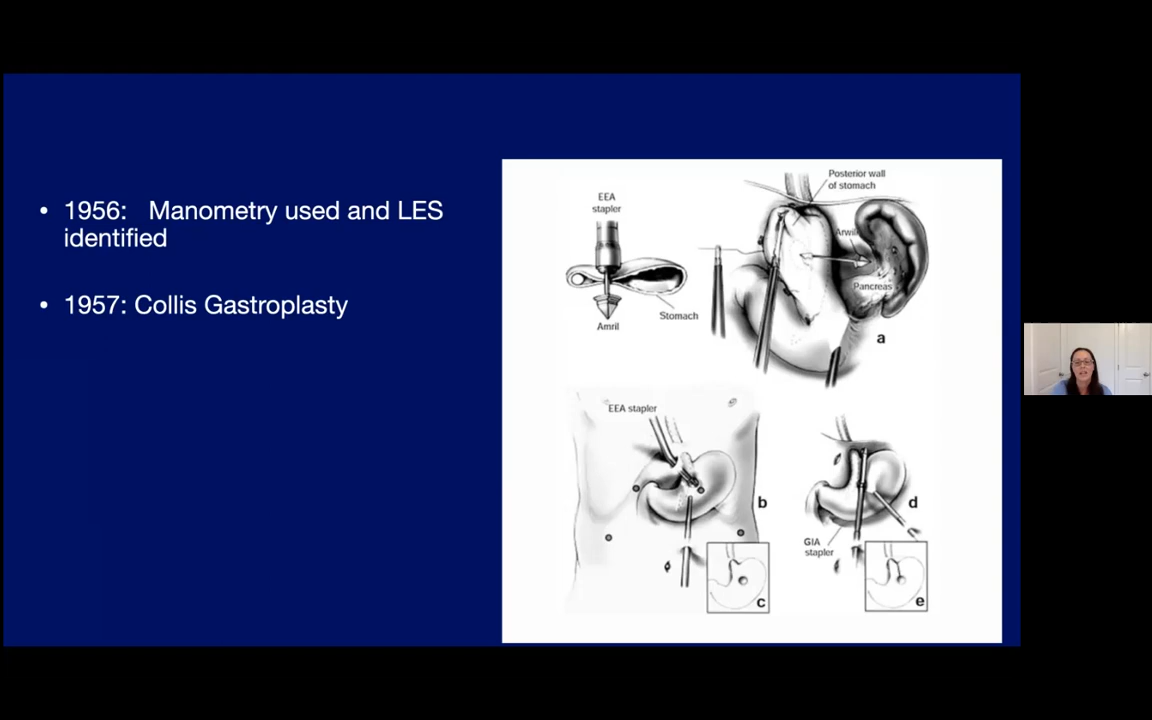 • 1956: Manometry used and LES
identified
• 1957: Collis Gastroplasty
EEA
stapler
Stomach
Amril
Posterior wall
of stomach
Arwil
Pancreas
a
EEA stapler
b
c
GIA
stapler
d
e